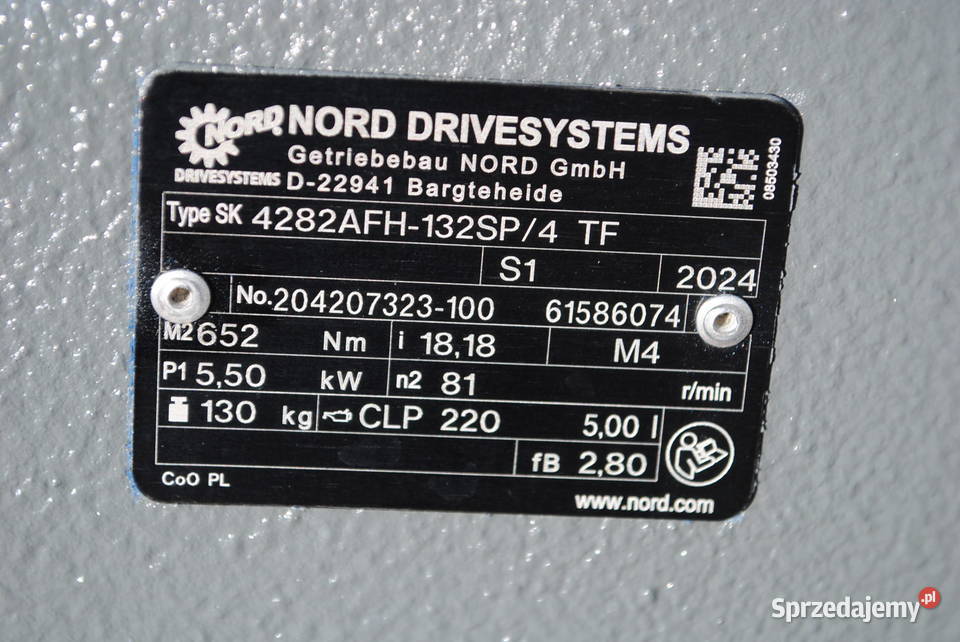 NORD
DRIVESYSTEMS
NORD DRIVESYSTEMS
Getriebebau NORD GmbH
D-22941 Bargteheide
08503430
Type SK 4282AFH-132SP/4 TF
S1 2024
No. 204207323-100 61586074
M2 652 Nm i 18,18 M4
P1 5,50 kW n2 81 r/min
130 kg CLP 220 5,00 l
fB 2,80
CoO PL
www.nord.com
Sprzedajemy.pl